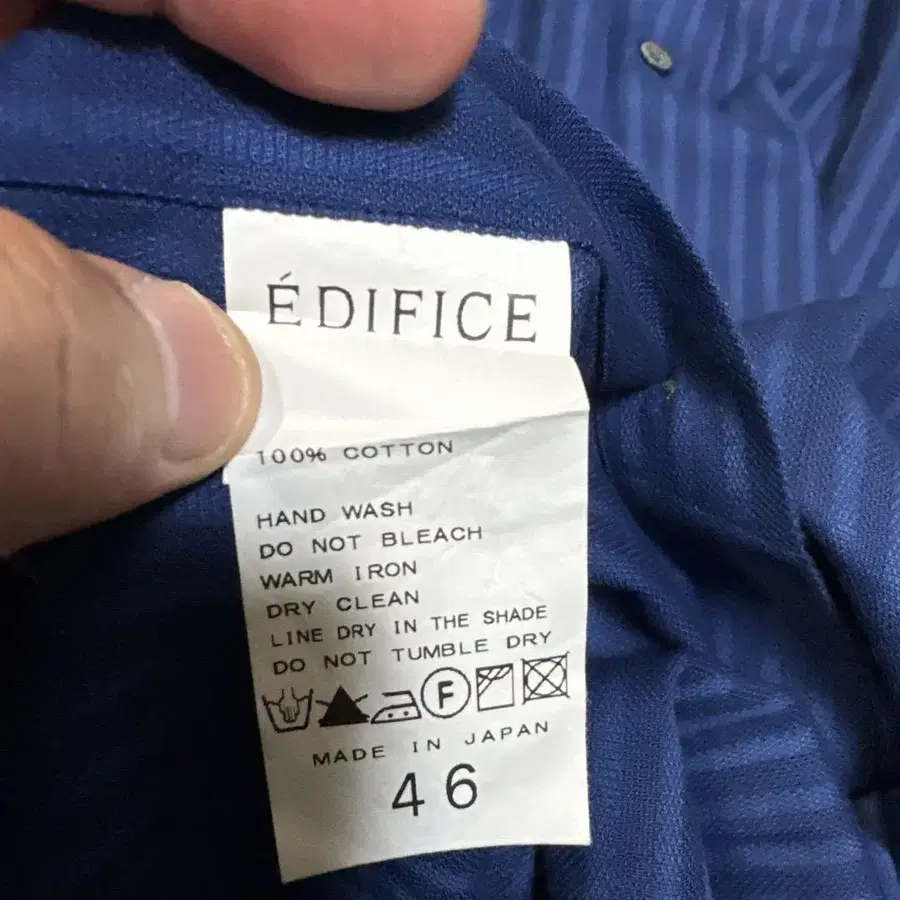 ÉDIFICE
100% COTTON
HAND WASH
DO NOT BLEACH
WARM IRON
DRY CLEAN
LINE DRY IN THE SHADE
DO NOT TUMBLE DRY
F
MADE IN JAPAN
46